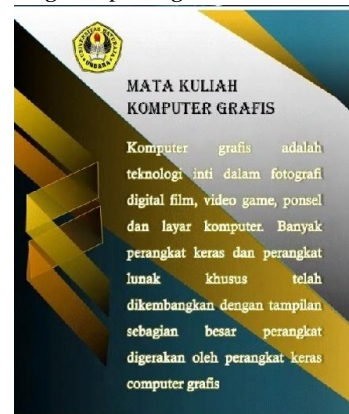 MATA KULIAH
KOMPUTER GRAFIS
Komputer grafis adalah
teknologi inti dalam fotografi
digital film, video game, ponsel
dan layar komputer. Banyak
perangkat keras dan perangkat
lunak khusus telah
dikembangkan dengan tampilan
sebagian besar perangkat
digerakan oleh perangkat keras
computer grafis